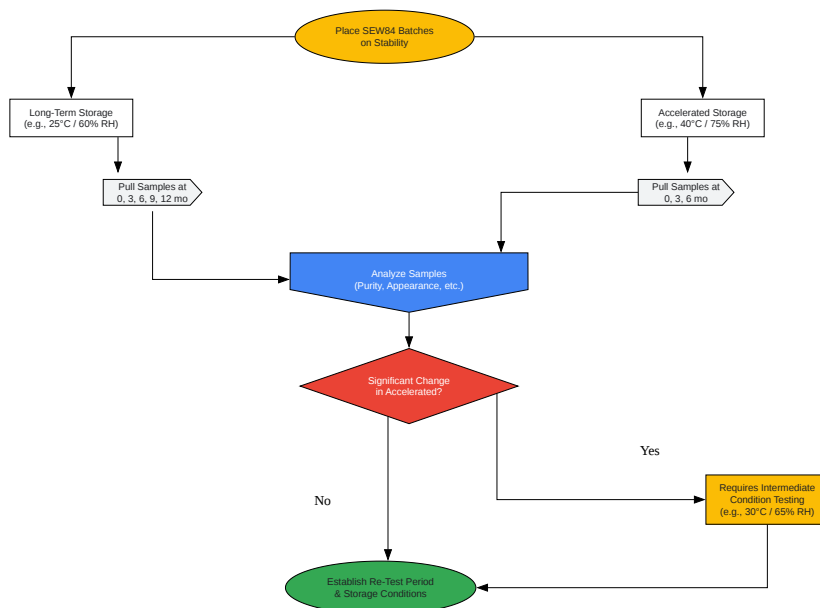 Place SEW84 Batches
on Stability
Long-Term Storage
(e.g., 25°C / 60% RH)
Accelerated Storage
(e.g., 40°C / 75% RH)
Pull Samples at
0, 3, 6, 9, 12 mo
Pull Samples at
0, 3, 6 mo
Analyze Samples
(Purity, Appearance, etc.)
Significant Change
in Accelerated?
Yes
Requires Intermediate
Condition Testing
(e.g., 30°C / 65% RH)
No
Establish Re-Test Period
& Storage Conditions